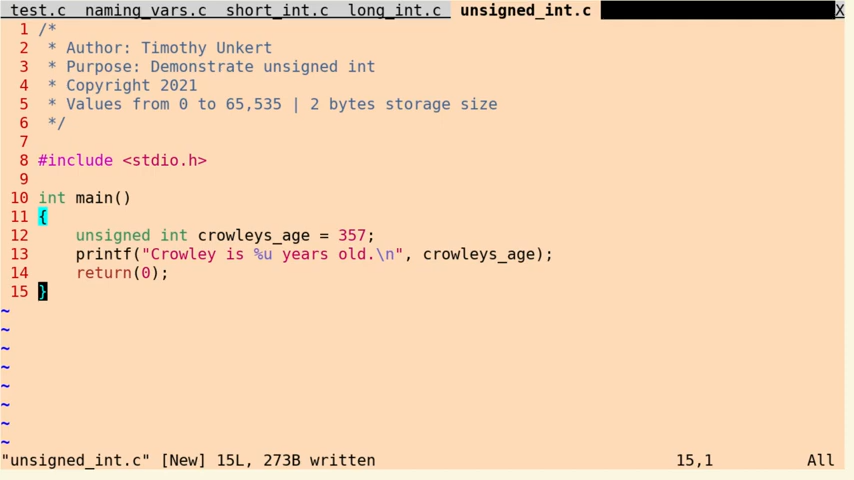 test.c naming_vars.c short_int.c long_int.c unsigned_int.c X
1 /*
2  * Author: Timothy Unkert
3  * Purpose: Demonstrate unsigned int
4  * Copyright 2021
5  * Values from 0 to 65,535 | 2 bytes storage size
6  */
7
8 #include <stdio.h>
9
10 int main()
11 {
12     unsigned int crowleys_age = 357;
13     printf("Crowley is %u years old.\n", crowleys_age);
14     return(0);
15 }
~
~
~
~
~
~
~
~
"unsigned_int.c" [New] 15L, 273B written 15,1 All